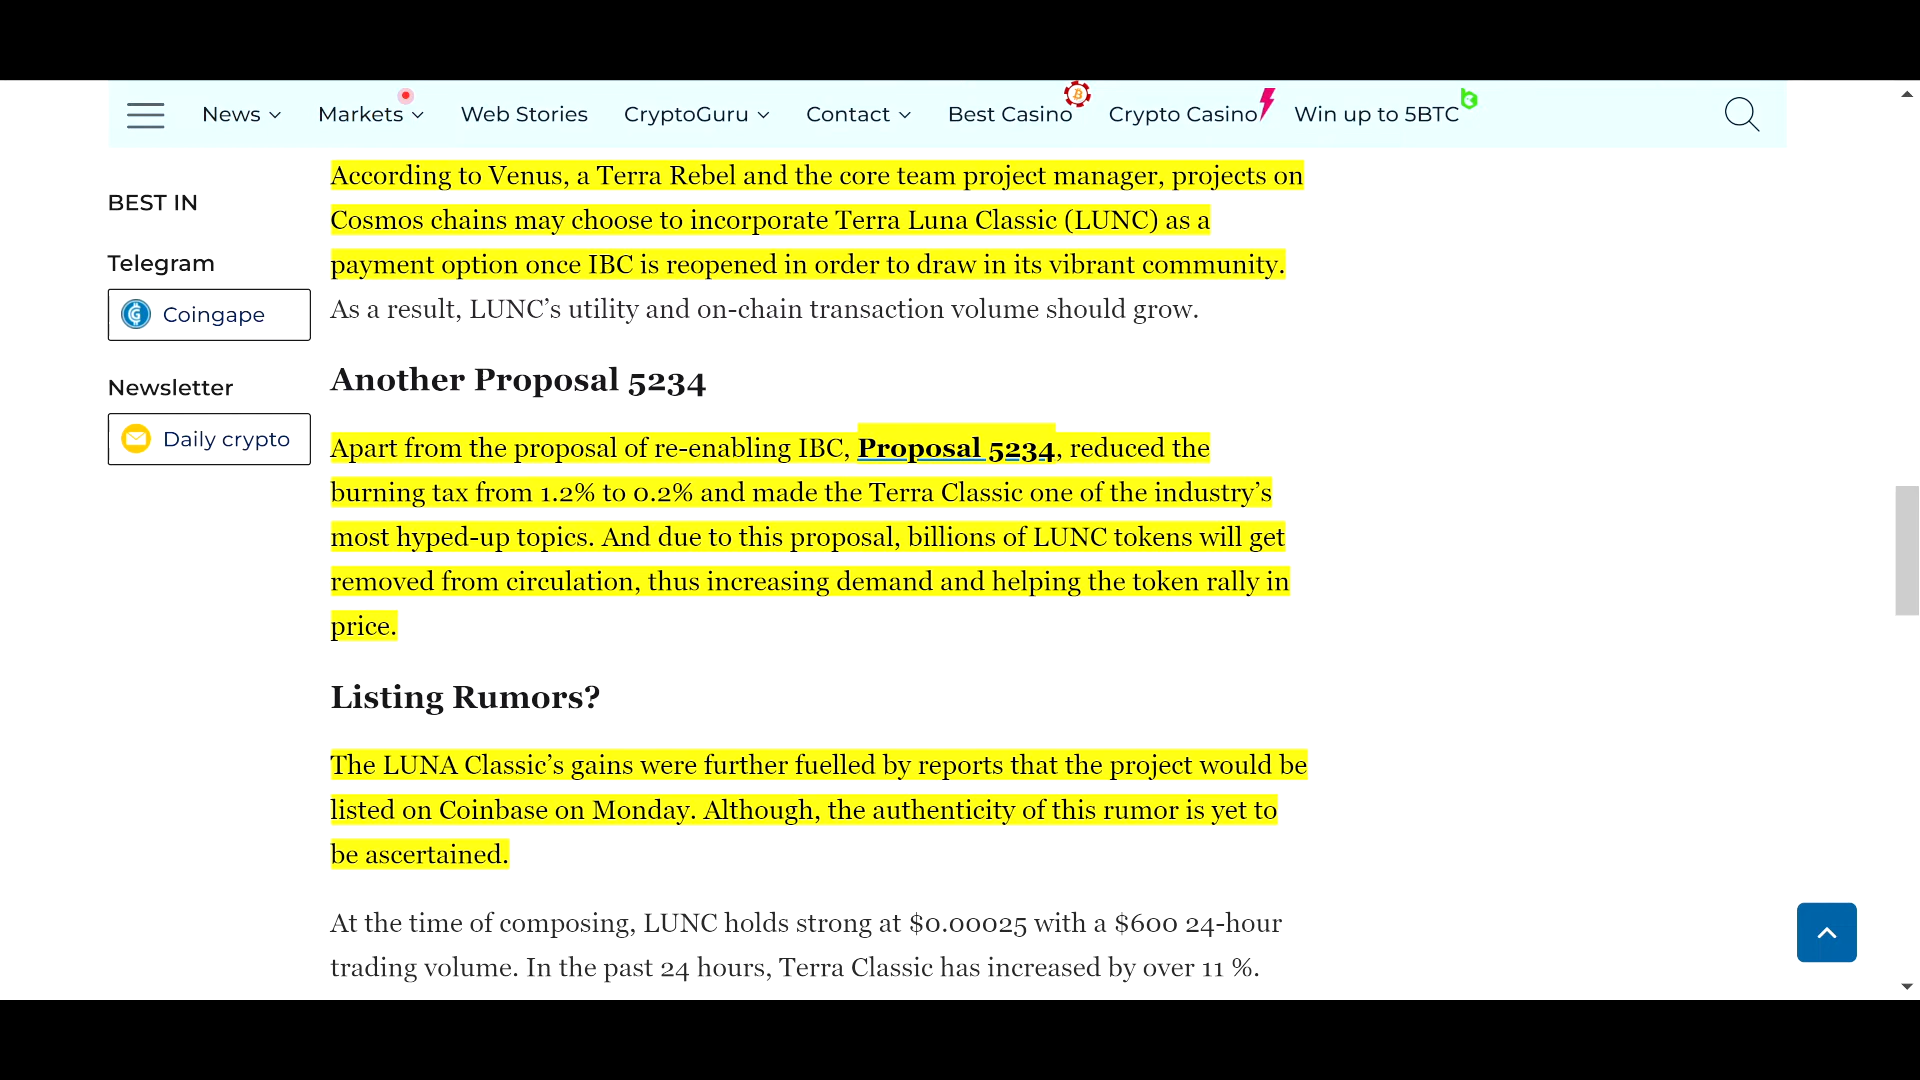 News Markets Web Stories CryptoGuru Contact Best Casino Crypto Casino Win up to 5BTC
BEST IN
Telegram
Coingape
Newsletter
Daily crypto
According to Venus, a Terra Rebel and the core team project manager, projects on
Cosmos chains may choose to incorporate Terra Luna Classic (LUNC) as a
payment option once IBC is reopened in order to draw in its vibrant community.
As a result, LUNC’s utility and on-chain transaction volume should grow.
Another Proposal 5234
Apart from the proposal of re-enabling IBC, Proposal 5234, reduced the
burning tax from 1.2% to 0.2% and made the Terra Classic one of the industry’s
most hyped-up topics. And due to this proposal, billions of LUNC tokens will get
removed from circulation, thus increasing demand and helping the token rally in
price.
Listing Rumors?
The LUNA Classic’s gains were further fuelled by reports that the project would be
listed on Coinbase on Monday. Although, the authenticity of this rumor is yet to
be ascertained.
At the time of composing, LUNC holds strong at $0.00025 with a $600 24-hour
trading volume. In the past 24 hours, Terra Classic has increased by over 11 %.